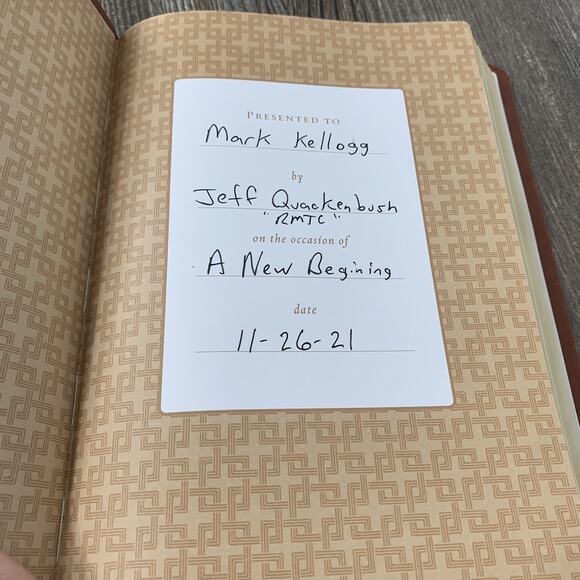 PRESENTED TO
Mark Kellogg
by
Jeff Quackenbush
"RMTC"
on the occasion of
A New Begining
date
11-26-21